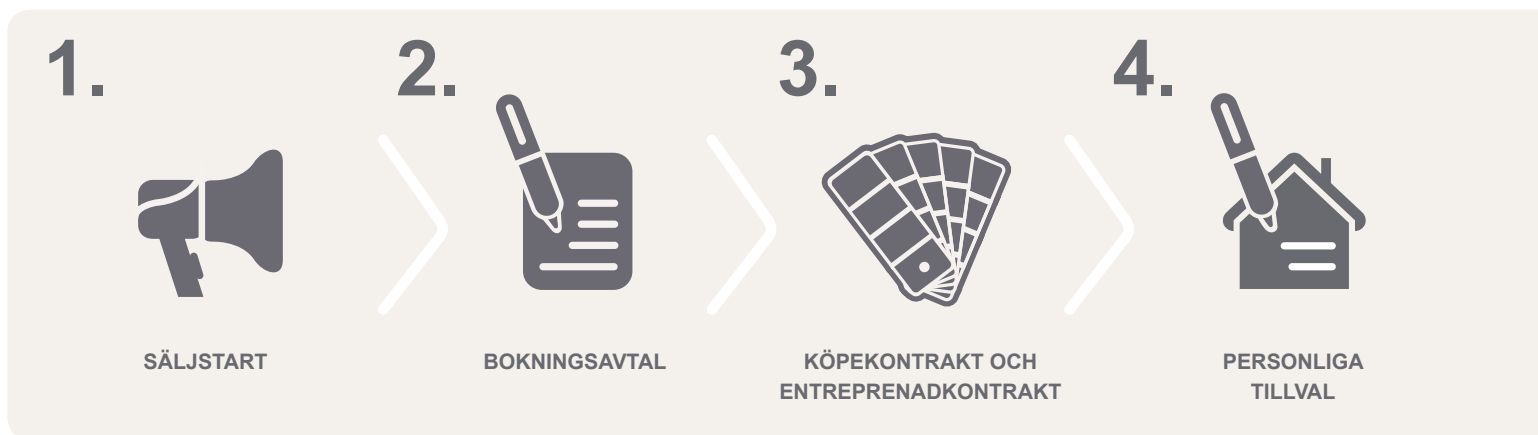 1.
SÄLJSTART
2.
BOKNINGSAVTAL
3.
KÖPEKONTRAKT OCH
ENTREPRENADKONTRAKT
4.
PERSONLIGA
TILLVAL